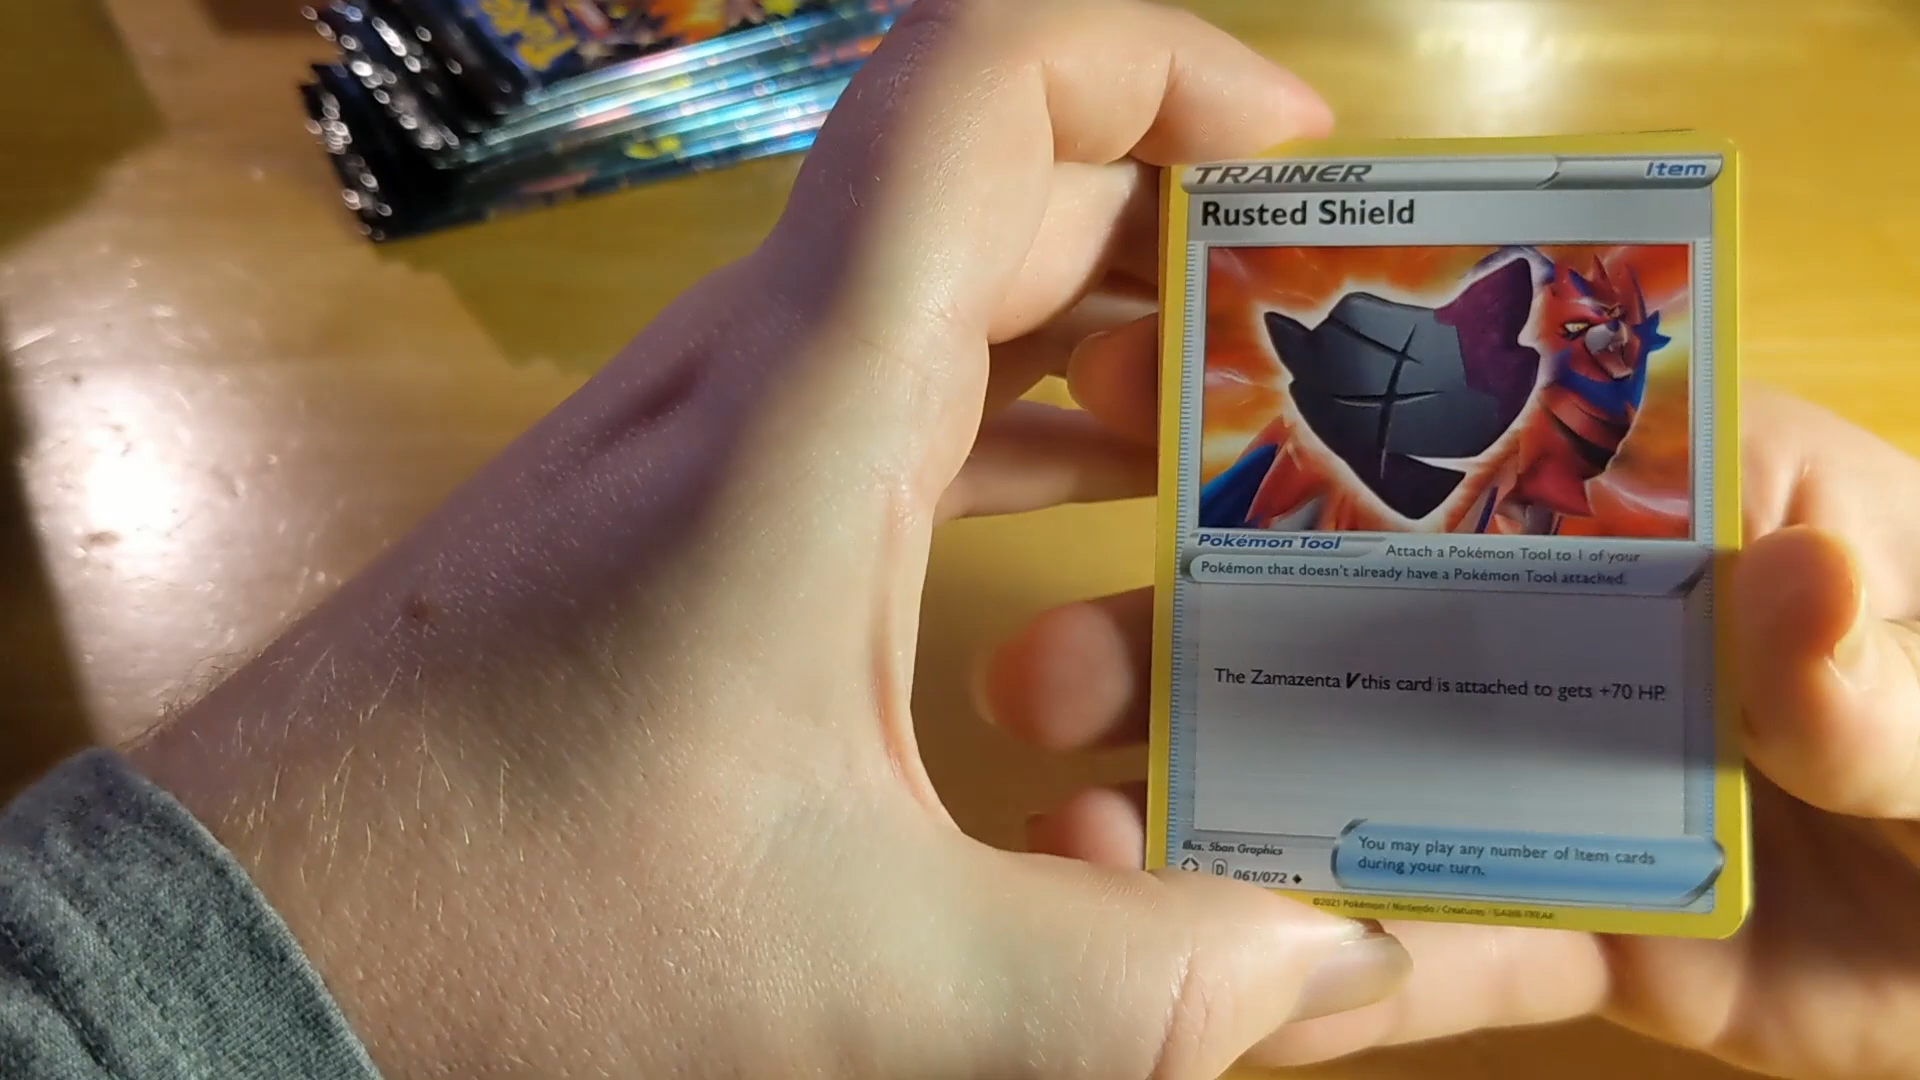 TRAINER Item
Rusted Shield
Pokémon Tool Attach a Pokémon Tool to 1 of your
Pokémon that doesn't already have a Pokémon Tool attached.
The Zamazenta V this card is attached to gets +70 HP.
Illus. 5ban Graphics
D 061/072
You may play any number of Item cards
during your turn.
©2021 Pokémon / Nintendo / Creatures / GAME FREAK